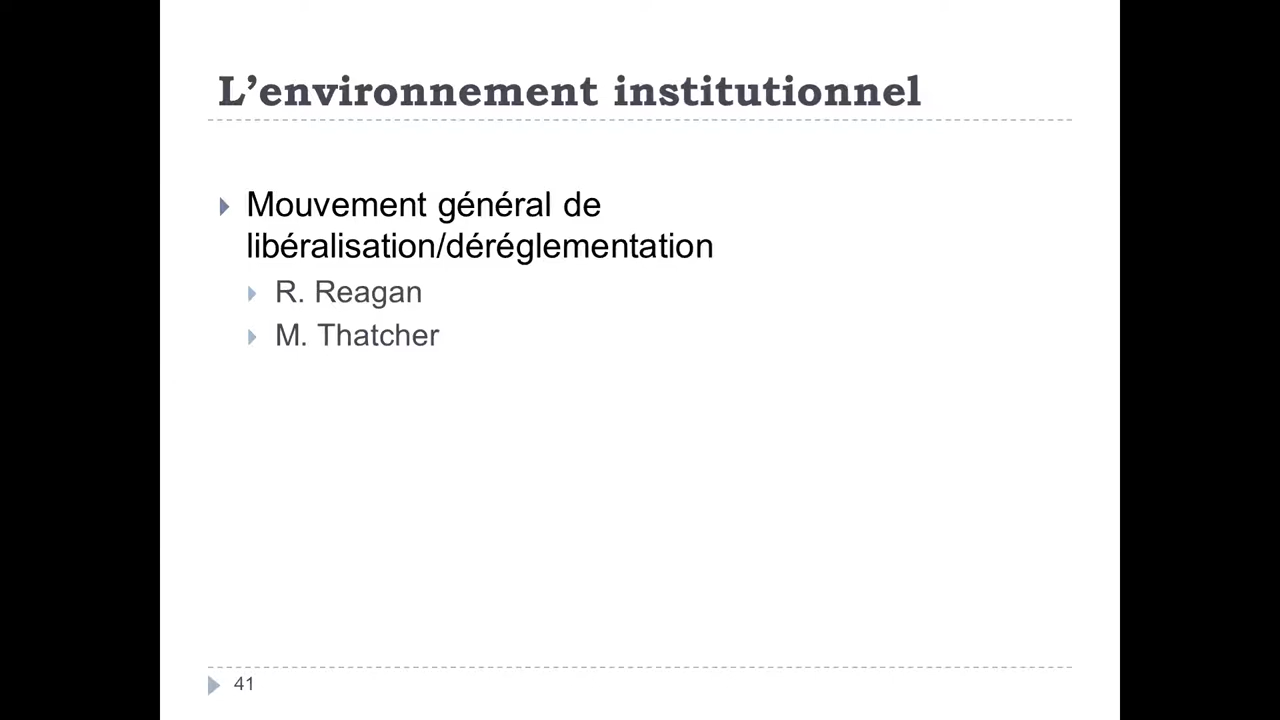 L’environnement institutionnel
Mouvement général de
libéralisation/déréglementation
R. Reagan
M. Thatcher
41